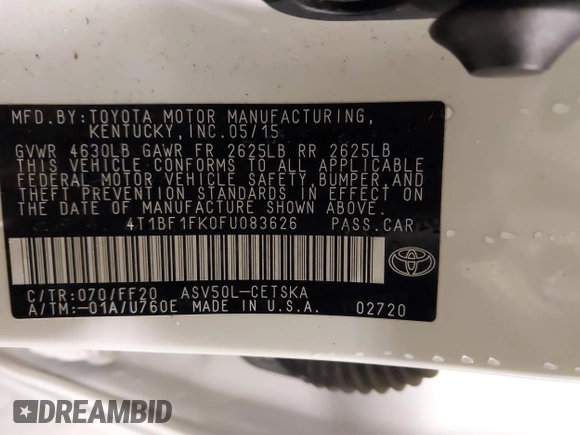 MFD.BY:TOYOTA MOTOR MANUFACTURING,
KENTUCKY, INC. 05/15
GVWR 4630LB GAWR FR 2625LB RR 2625LB
THIS VEHICLE CONFORMS TO ALL APPLICABLE
FEDERAL MOTOR VEHICLE SAFETY BUMPER AND
THEFT PREVENTION STANDARDS IN EFFECT ON
THE DATE OF MANUFACTURE SHOWN ABOVE.
4T1BF1FK0FU083626 PASS.CAR
TOYOTA
C/TR:070/FF20 ASV50L-CETSKA
A/TM:-01A/U760E MADE IN U.S.A. 02720
DREAMBID